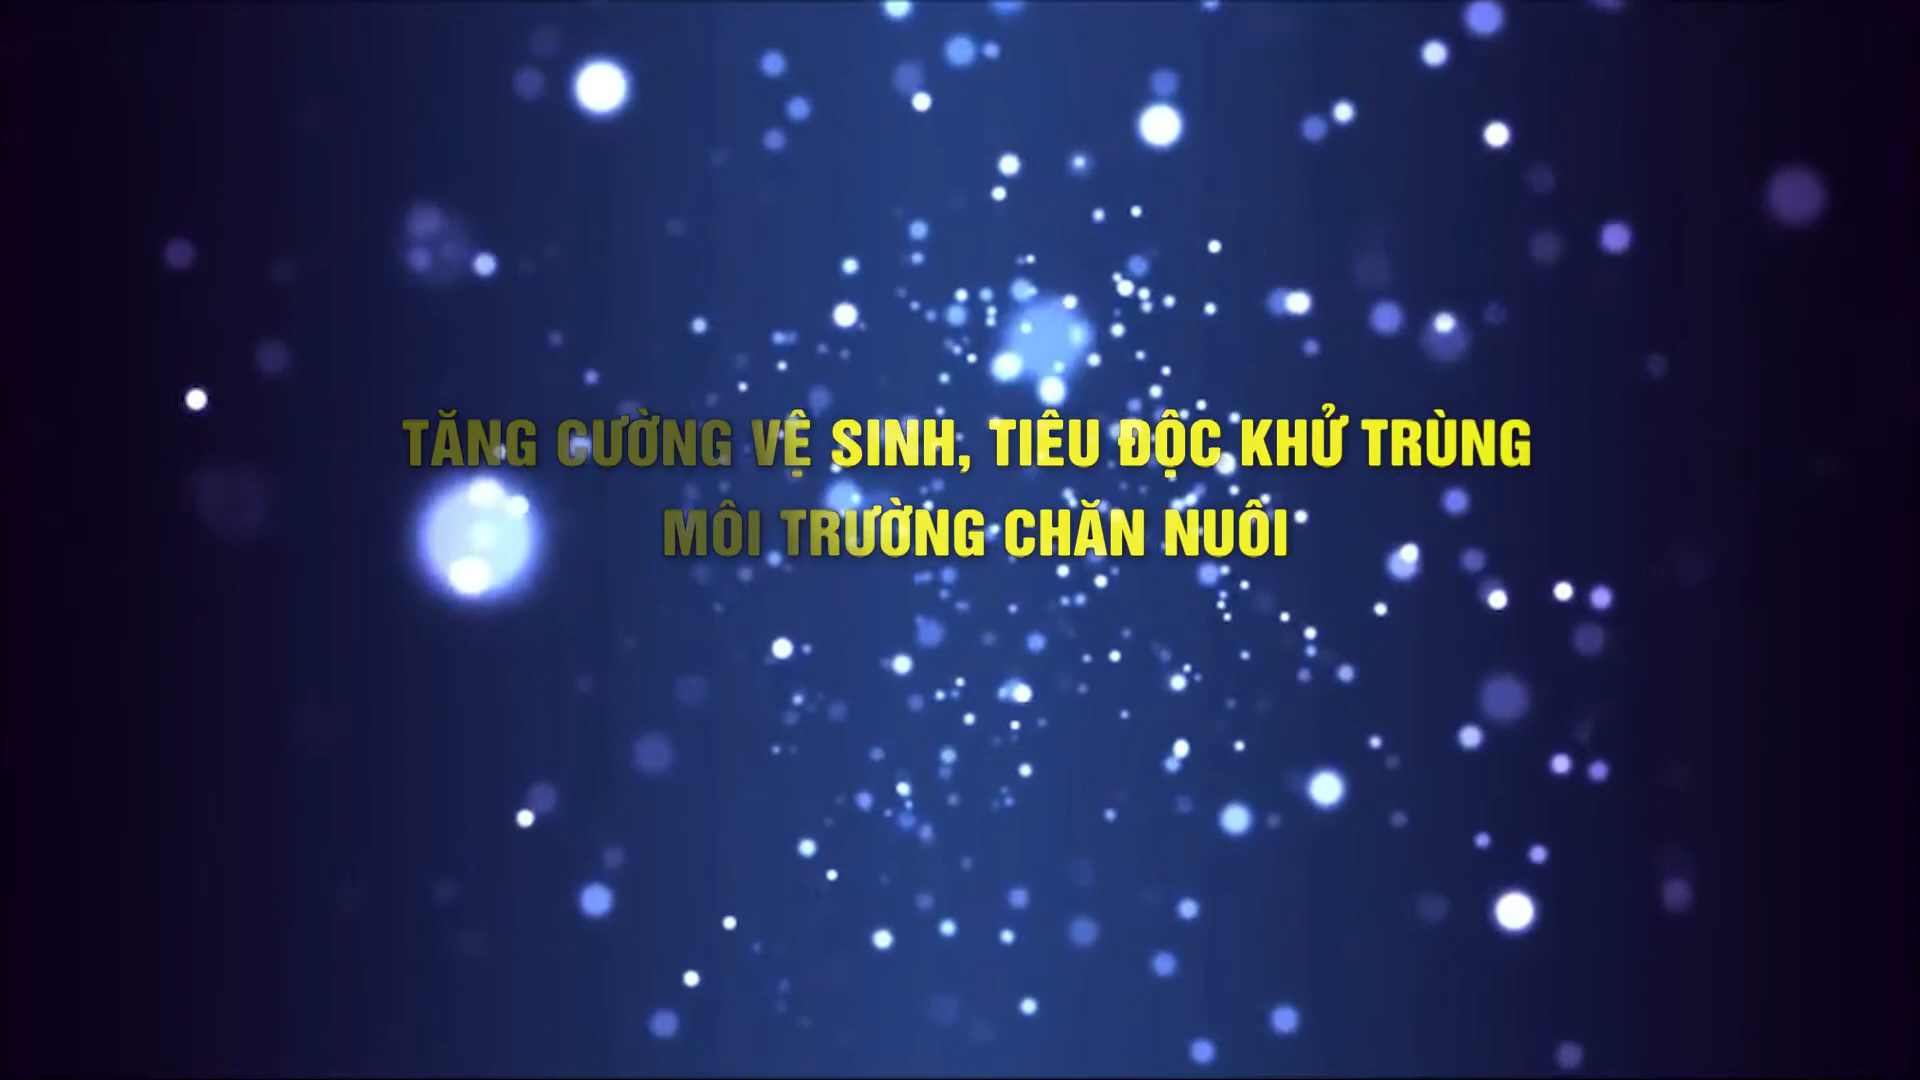 TĂNG CƯỜNG VỆ SINH, TIÊU ĐỘC KHỬ TRÙNG
MÔI TRƯỜNG CHĂN NUÔI